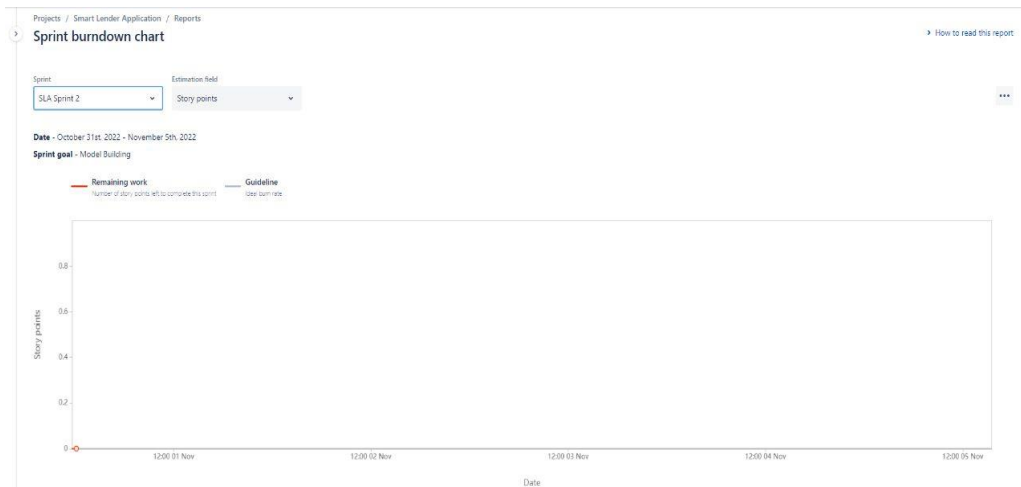 Projects / Smart Lender Application / Reports
Sprint burndown chart
How to read this report
Sprint
Estimation field
SLA Sprint 2
Story points
Date - October 31st, 2022 - November 5th, 2022
Sprint goal - Model Building
Remaining work
Number of story points left to complete this sprint
Guideline
Ideal burn rate
0.8
0.6
0.4
0.2
0
Story points
12:00 01 Nov
12:00 02 Nov
12:00 03 Nov
12:00 04 Nov
12:00 05 Nov
Date